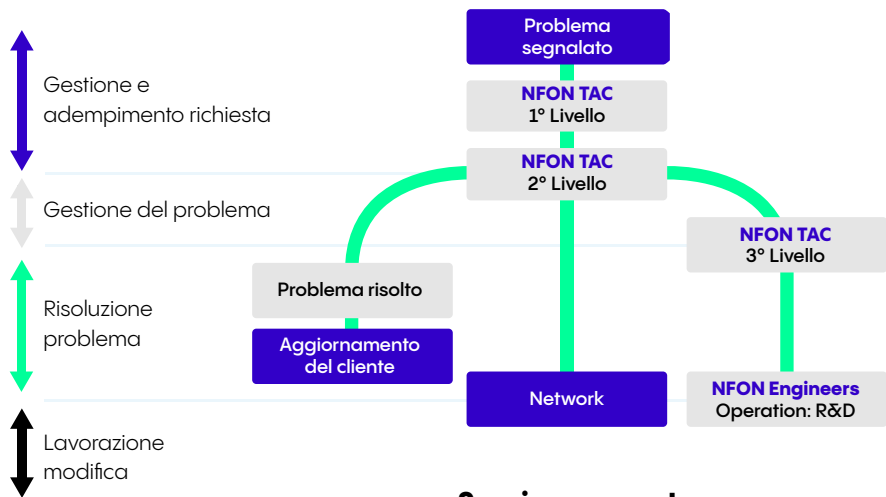 Problema
segnalato
Gestione e
adempimento richiesta
NFON TAC
1° Livello
NFON TAC
2° Livello
Gestione del problema
NFON TAC
3° Livello
Problema risolto
Risoluzione
problema
Aggiornamento
del cliente
Network
NFON Engineers
Operation: R&D
Lavorazione
modifica